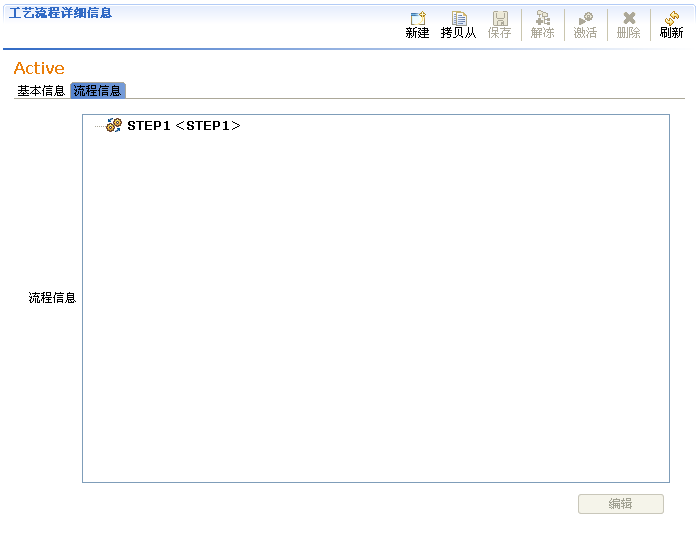 工艺流程详细信息
新建 拷贝从 保存 解冻 激活 删除 刷新
Active
基本信息 流程信息
STEP1 <STEP1>
流程信息
编辑